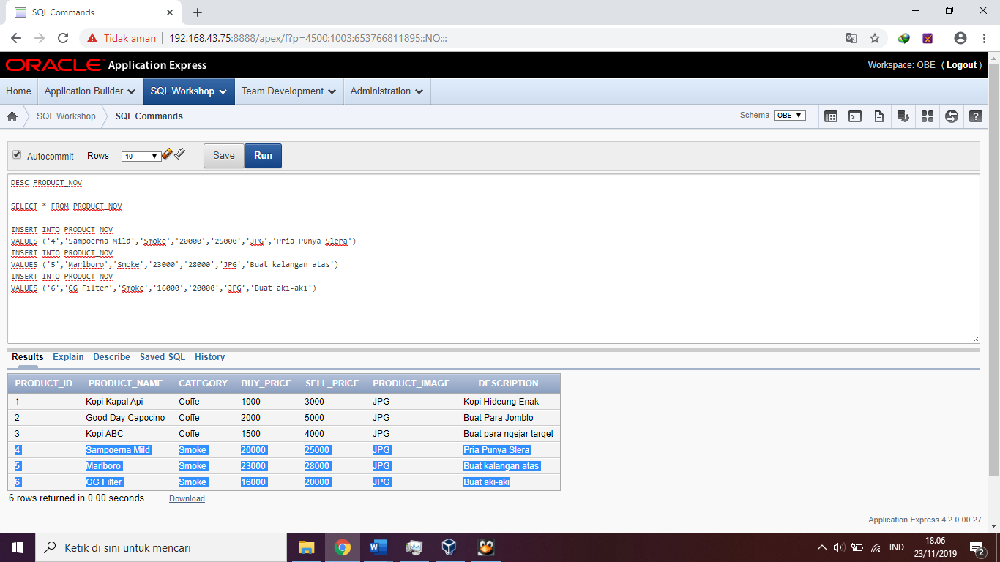 SQL Commands
Tidak aman
192.168.43.75:8888/apex/f?p=4500:1003:653766811895::NO:::
ORACLE Application Express
Workspace: OBE ( Logout )
Home Application Builder SQL Workshop Team Development Administration
SQL Workshop SQL Commands Schema OBE
Autocommit Rows 10 Save Run
DESC PRODUCT_NOV
SELECT * FROM PRODUCT_NOV
INSERT INTO PRODUCT_NOV
VALUES ('4','Sampoerna Mild','Smoke','20000','25000','JPG','Pria Punya Slera')
INSERT INTO PRODUCT_NOV
VALUES ('5','Marlboro','Smoke','23000','28000','JPG','Buat kalangan atas')
INSERT INTO PRODUCT_NOV
VALUES ('6','GG Filter','Smoke','16000','20000','JPG','Buat aki-aki')
Results Explain Describe Saved SQL History
PRODUCT_ID PRODUCT_NAME CATEGORY BUY_PRICE SELL_PRICE PRODUCT_IMAGE DESCRIPTION
1 Kopi Kapal Api Coffe 1000 3000 JPG Kopi Hideung Enak
2 Good Day Capocino Coffe 2000 5000 JPG Buat Para Jomblo
3 Kopi ABC Coffe 1500 4000 JPG Buat para ngejar target
4 Sampoerna Mild Smoke 20000 25000 JPG Pria Punya Slera
5 Marlboro Smoke 23000 28000 JPG Buat kalangan atas
6 GG Filter Smoke 16000 20000 JPG Buat aki-aki
6 rows returned in 0.00 seconds Download
Application Express 4.2.0.00.27
Ketik di sini untuk mencari
IND
18.06
23/11/2019
2